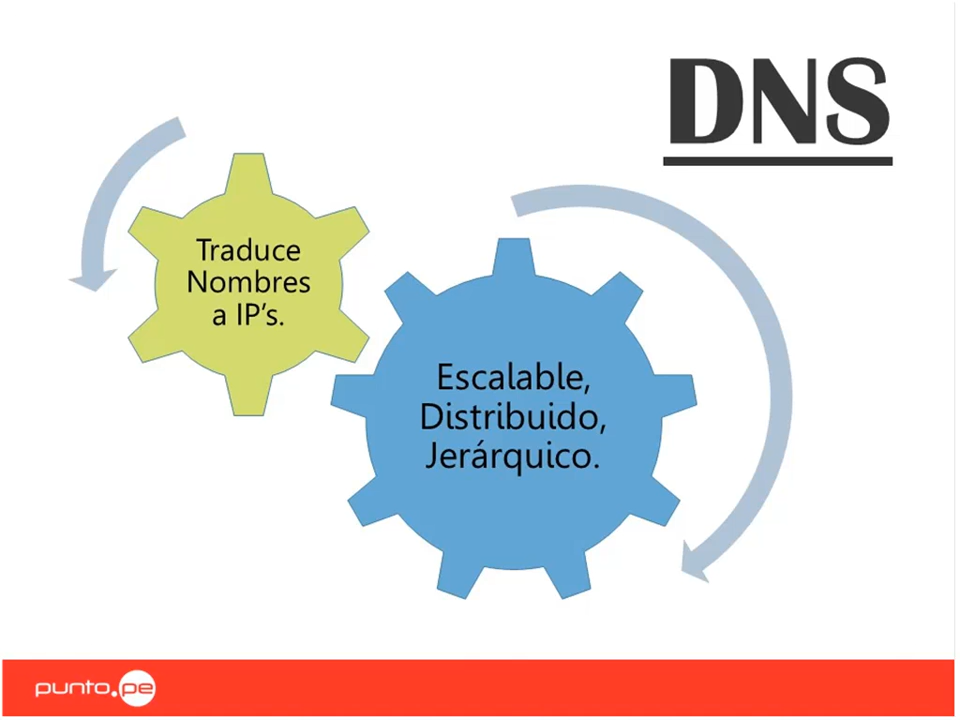 DNS
Traduce
Nombres
a IP's.
Escalable,
Distribuido,
Jerárquico.
punto.pe